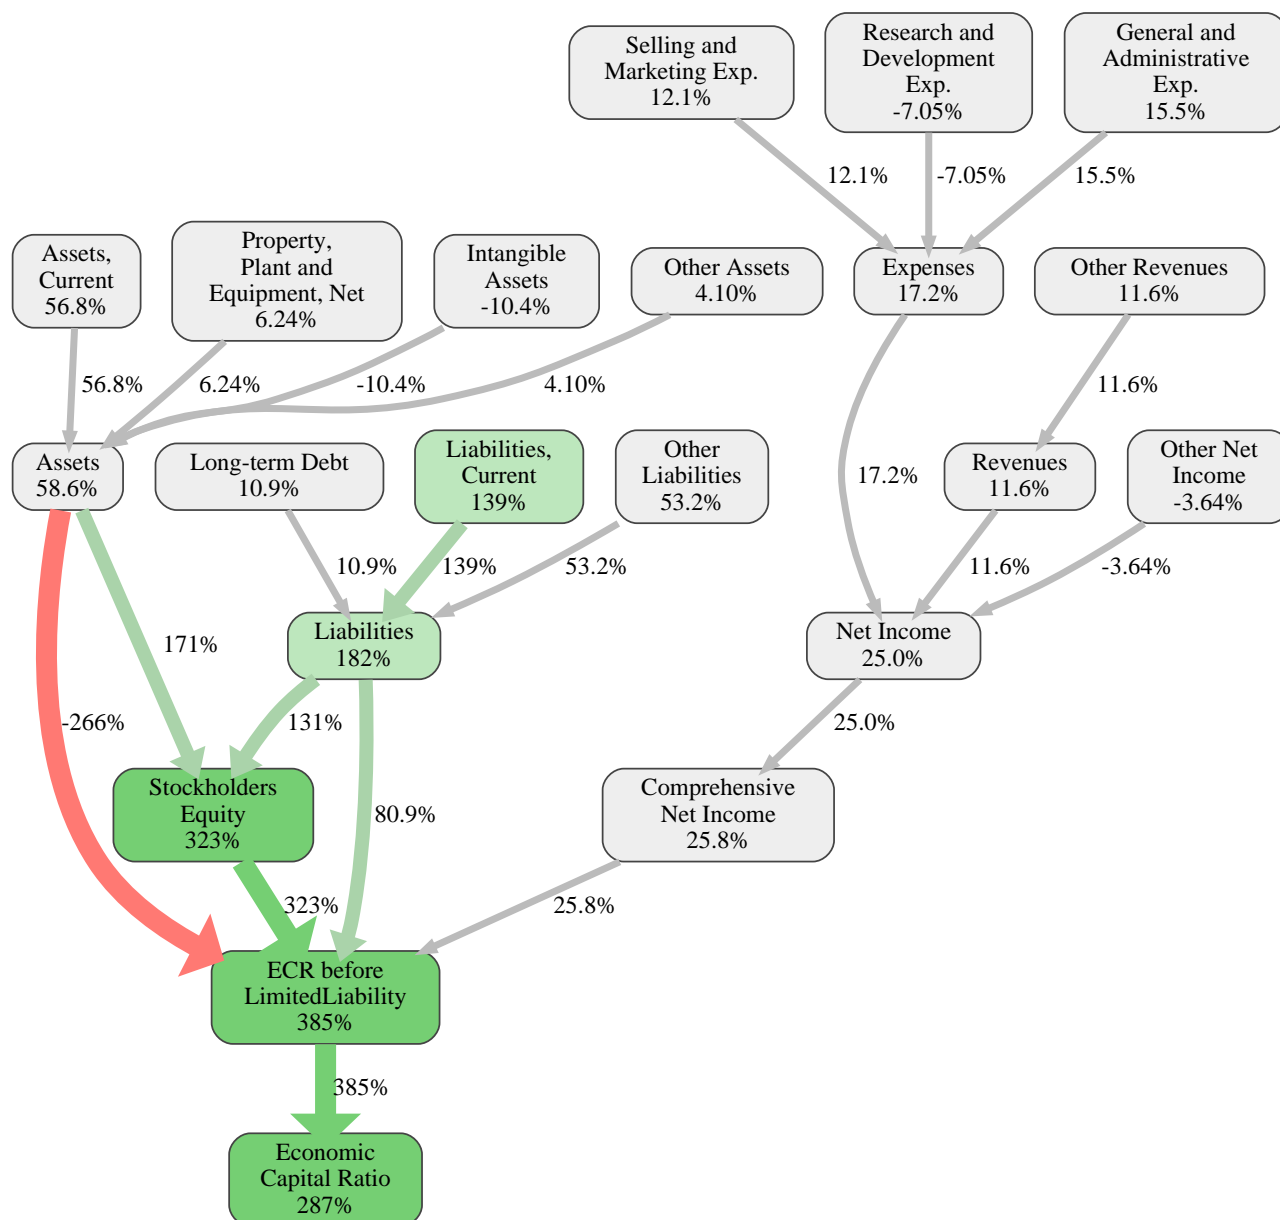 Selling and
Marketing Exp.
12.1%
Research and
Development
Exp.
-7.05%
General and
Administrative
Exp.
15.5%
12.1%
-7.05%
15.5%
Assets,
Current
56.8%
Property,
Plant and
Equipment, Net
6.24%
Intangible
Assets
-10.4%
Other Assets
4.10%
Expenses
17.2%
Other Revenues
11.6%
56.8%
6.24%
-10.4%
4.10%
11.6%
Assets
58.6%
Long-term Debt
10.9%
Liabilities,
Current
139%
Other
Liabilities
53.2%
17.2%
Revenues
11.6%
Other Net
Income
-3.64%
10.9%
139%
53.2%
11.6%
-3.64%
171%
Liabilities
182%
Net Income
25.0%
-266%
131%
25.0%
Stockholders
Equity
323%
80.9%
Comprehensive
Net Income
25.8%
323%
25.8%
ECR before
LimitedLiability
385%
385%
Economic
Capital Ratio
287%